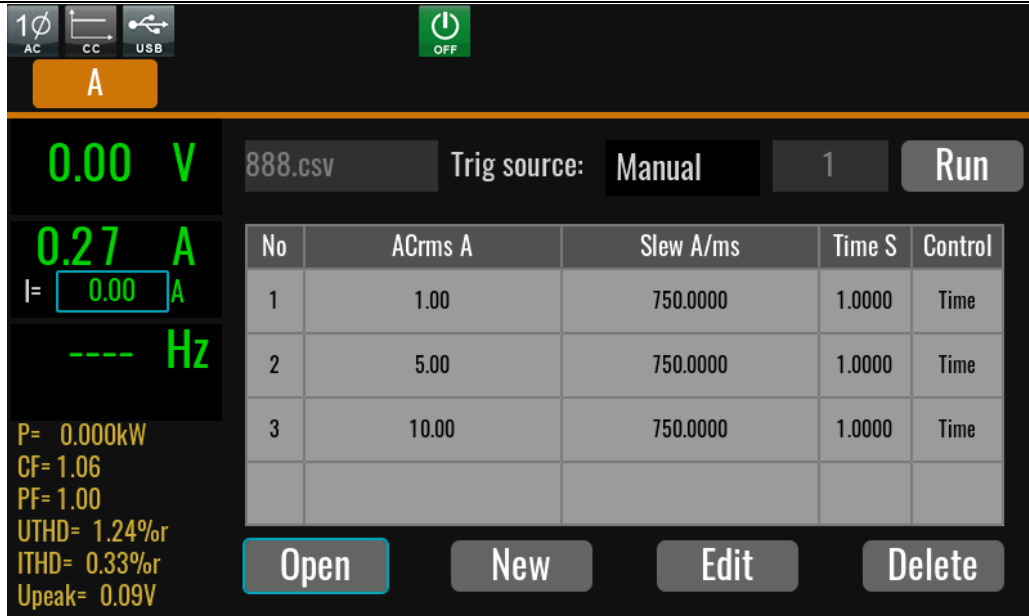 1Ø
AC
CC
USB
OFF
A
0.00 V
0.27 A
I= 0.00 A
---- Hz
P= 0.000kW
CF= 1.06
PF= 1.00
UTHD= 1.24%r
ITHD= 0.33%r
Upeak= 0.09V
888.csv Trig source: Manual 1 Run
No ACrms A Slew A/ms Time S Control
1 1.00 750.0000 1.0000 Time
2 5.00 750.0000 1.0000 Time
3 10.00 750.0000 1.0000 Time
Open New Edit Delete